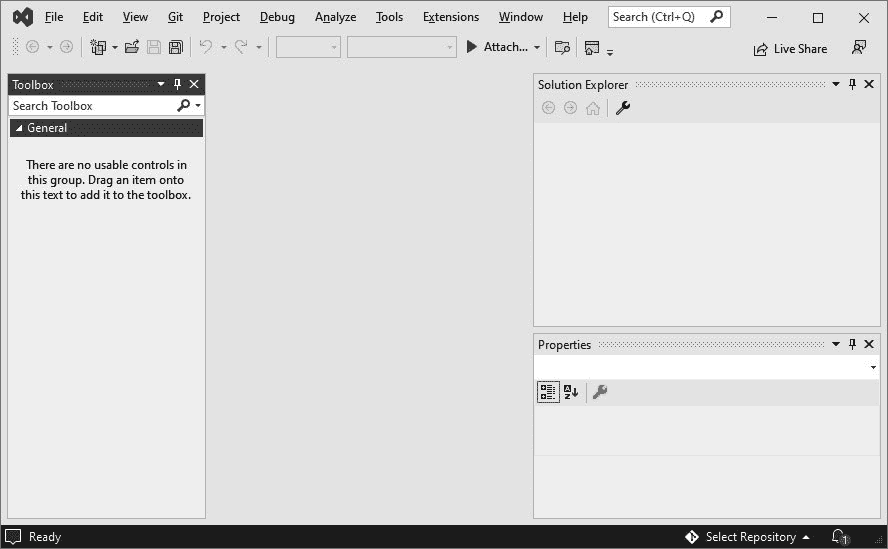 File Edit View Git Project Debug Analyze Tools Extensions Window Help Search (Ctrl+Q)
Attach... Live Share
Toolbox
Search Toolbox
General
There are no usable controls in
this group. Drag an item onto
this text to add it to the toolbox.
Solution Explorer
Properties
A
Z
Ready Select Repository 1